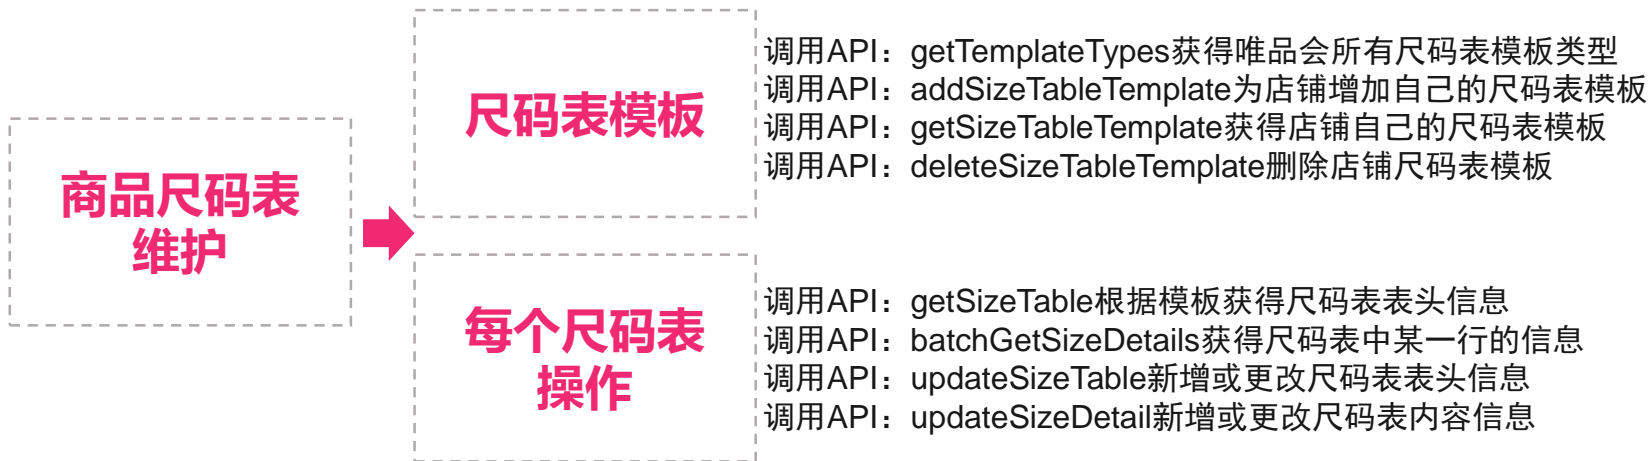 商品尺码表
维护
尺码表模板
调用API：getTemplateTypes获得唯品会所有尺码表模板类型
调用API：addSizeTableTemplate为店铺增加自己的尺码表模板
调用API：getSizeTableTemplate获得店铺自己的尺码表模板
调用API：deleteSizeTableTemplate删除店铺尺码表模板
每个尺码表
操作
调用API：getSizeTable根据模板获得尺码表表头信息
调用API：batchGetSizeDetails获得尺码表中某一行的信息
调用API：updateSizeTable新增或更改尺码表表头信息
调用API：updateSizeDetail新增或更改尺码表内容信息